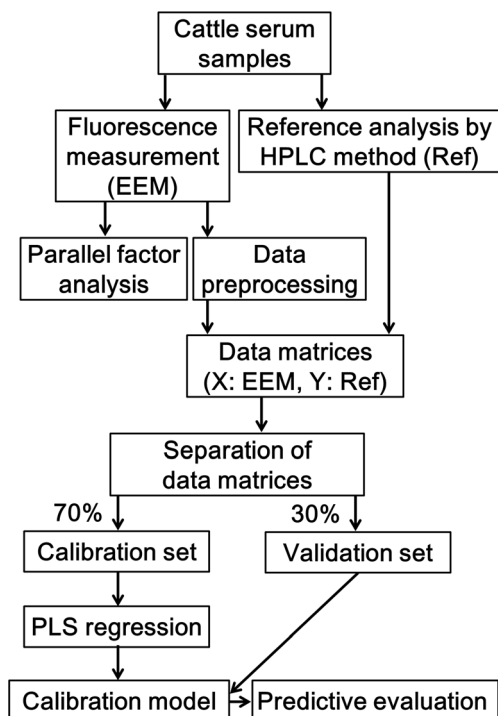 Cattle serum
samples
Fluorescence
measurement
(EEM)
Reference analysis by
HPLC method (Ref)
Parallel factor
analysis
Data
preprocessing
Data matrices
(X: EEM, Y: Ref)
Separation of
data matrices
70%
30%
Calibration set
Validation set
PLS regression
Calibration model
Predictive evaluation